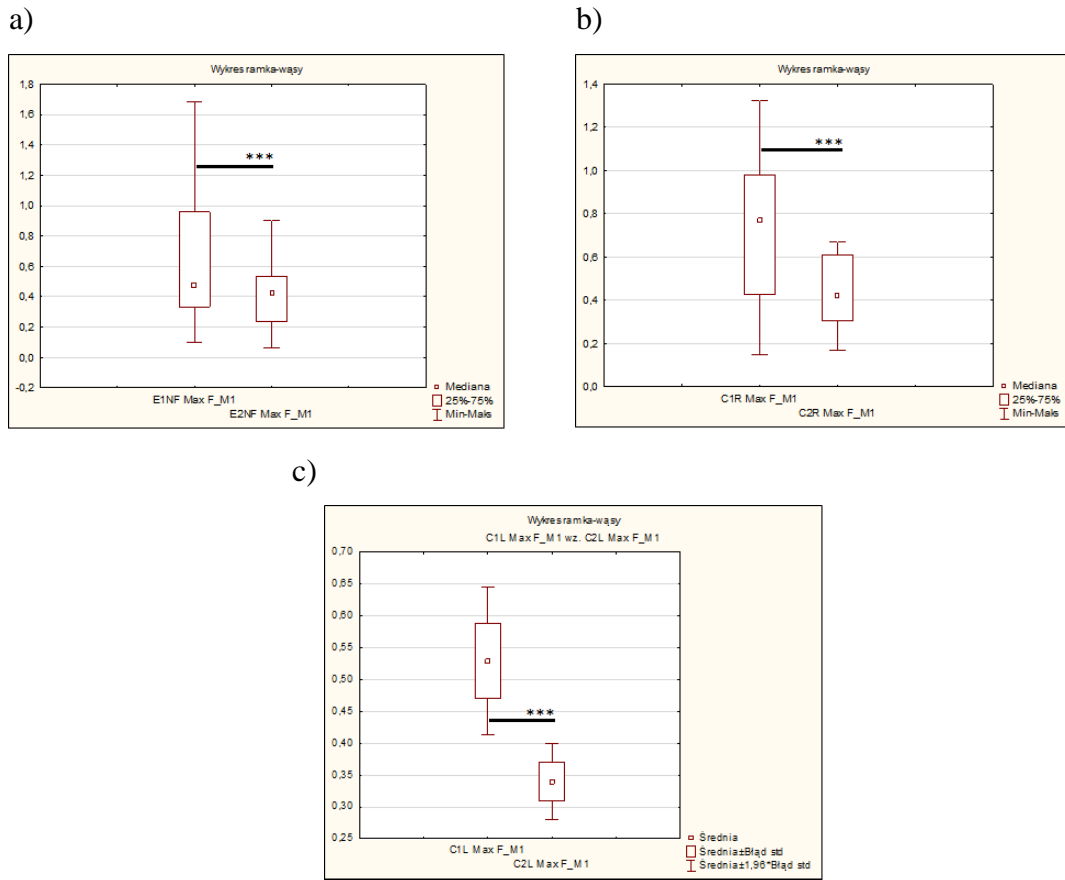 a)
Wykres ramka-wąsy
1,8
1,6
1,4
1,2
1,0
0,8
0,6
0,4
0,2
0,0
-0,2
***
E1NF Max F_M1
E2NF Max F_M1
Mediana
25%-75%
Min-Maks
b)
Wykres ramka-wąsy
1,4
1,2
1,0
0,8
0,6
0,4
0,2
0,0
***
C1R Max F_M1
C2R Max F_M1
Mediana
25%-75%
Min-Maks
c)
Wykres ramka-wąsy
C1L Max F_M1 wz. C2L Max F_M1
0,70
0,65
0,60
0,55
0,50
0,45
0,40
0,35
0,30
0,25
***
C1L Max F_M1
C2L Max F_M1
Średnia
Średnia±Błąd std
Średnia±1,96*Błąd std